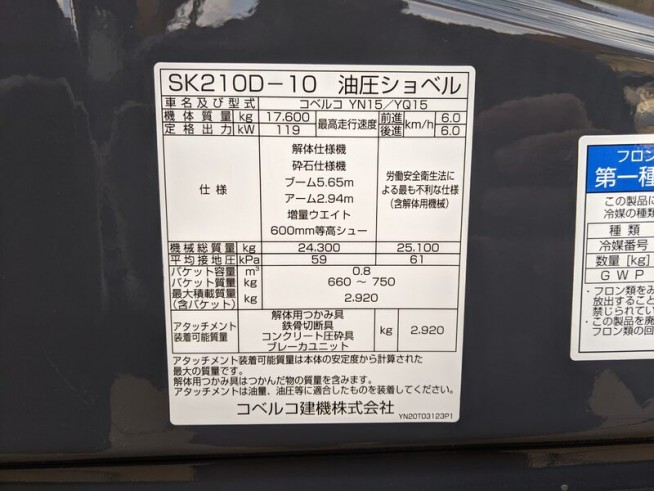 SK210D-10 油圧ショベル
車名及び型式 コベルコ YN15/YQ15
機体質量 kg 17.600 最高走行速度 前進 km/h 6.0
定格出力 kW 119 後進 6.0
仕様
解体仕様機
砕石仕様機
ブーム5.65m
アーム2.94m
増量ウエイト
600mm等高シュー
労働安全衛生法に
よる最も不利な仕様
(含解体用機械)
機械総質量 kg 24.300 25.100
平均接地圧 kPa 59 61
バケット容量 m³ 0.8
バケット質量 kg 660 ～ 750
最大積載質量
(含バケット) kg 2.920
アタッチメント
装着可能質量
解体用つかみ具
鉄骨切断具
コンクリート圧砕具
ブレーカユニット
kg 2.920
アタッチメント装着可能質量は本体の安定度から計算された
最大の質量です。
解体用つかみ具はつかんだ物の質量を含みます。
アタッチメントは油量、油圧等に適合したものを装着してください。
コベルコ建機株式会社 YN20T03123P1
フロン
第一種
この製品に
冷媒の種類
種類
冷媒番号
数量 [kg]
GWP
・フロン類をみ
放出すること
禁じられてい
・この製品を廃
フロン類の回